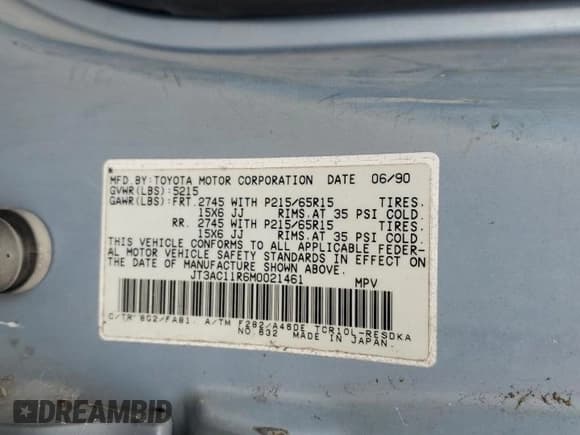 MFD.BY:TOYOTA MOTOR CORPORATION DATE 06/90
GVWR(LBS):5215
GAWR(LBS):FRT.2745 WITH P215/65R15 TIRES.
15X6 JJ RIMS.AT 35 PSI COLD.
RR. 2745 WITH P215/65R15 TIRES.
15X6 JJ RIMS.AT 35 PSI COLD.
THIS VEHICLE CONFORMS TO ALL APPLICABLE FEDER-
AL MOTOR VEHICLE SAFETY STANDARDS IN EFFECT ON
DATE OF MANUFACTURE SHOWN ABOVE.
JT3AC11R6M0021461 MPV
C/TR 8G2/FA81. A/TM F282/A46DE TCR10L-RESDKA
NO.632 MADE IN JAPAN.
DREAMBID